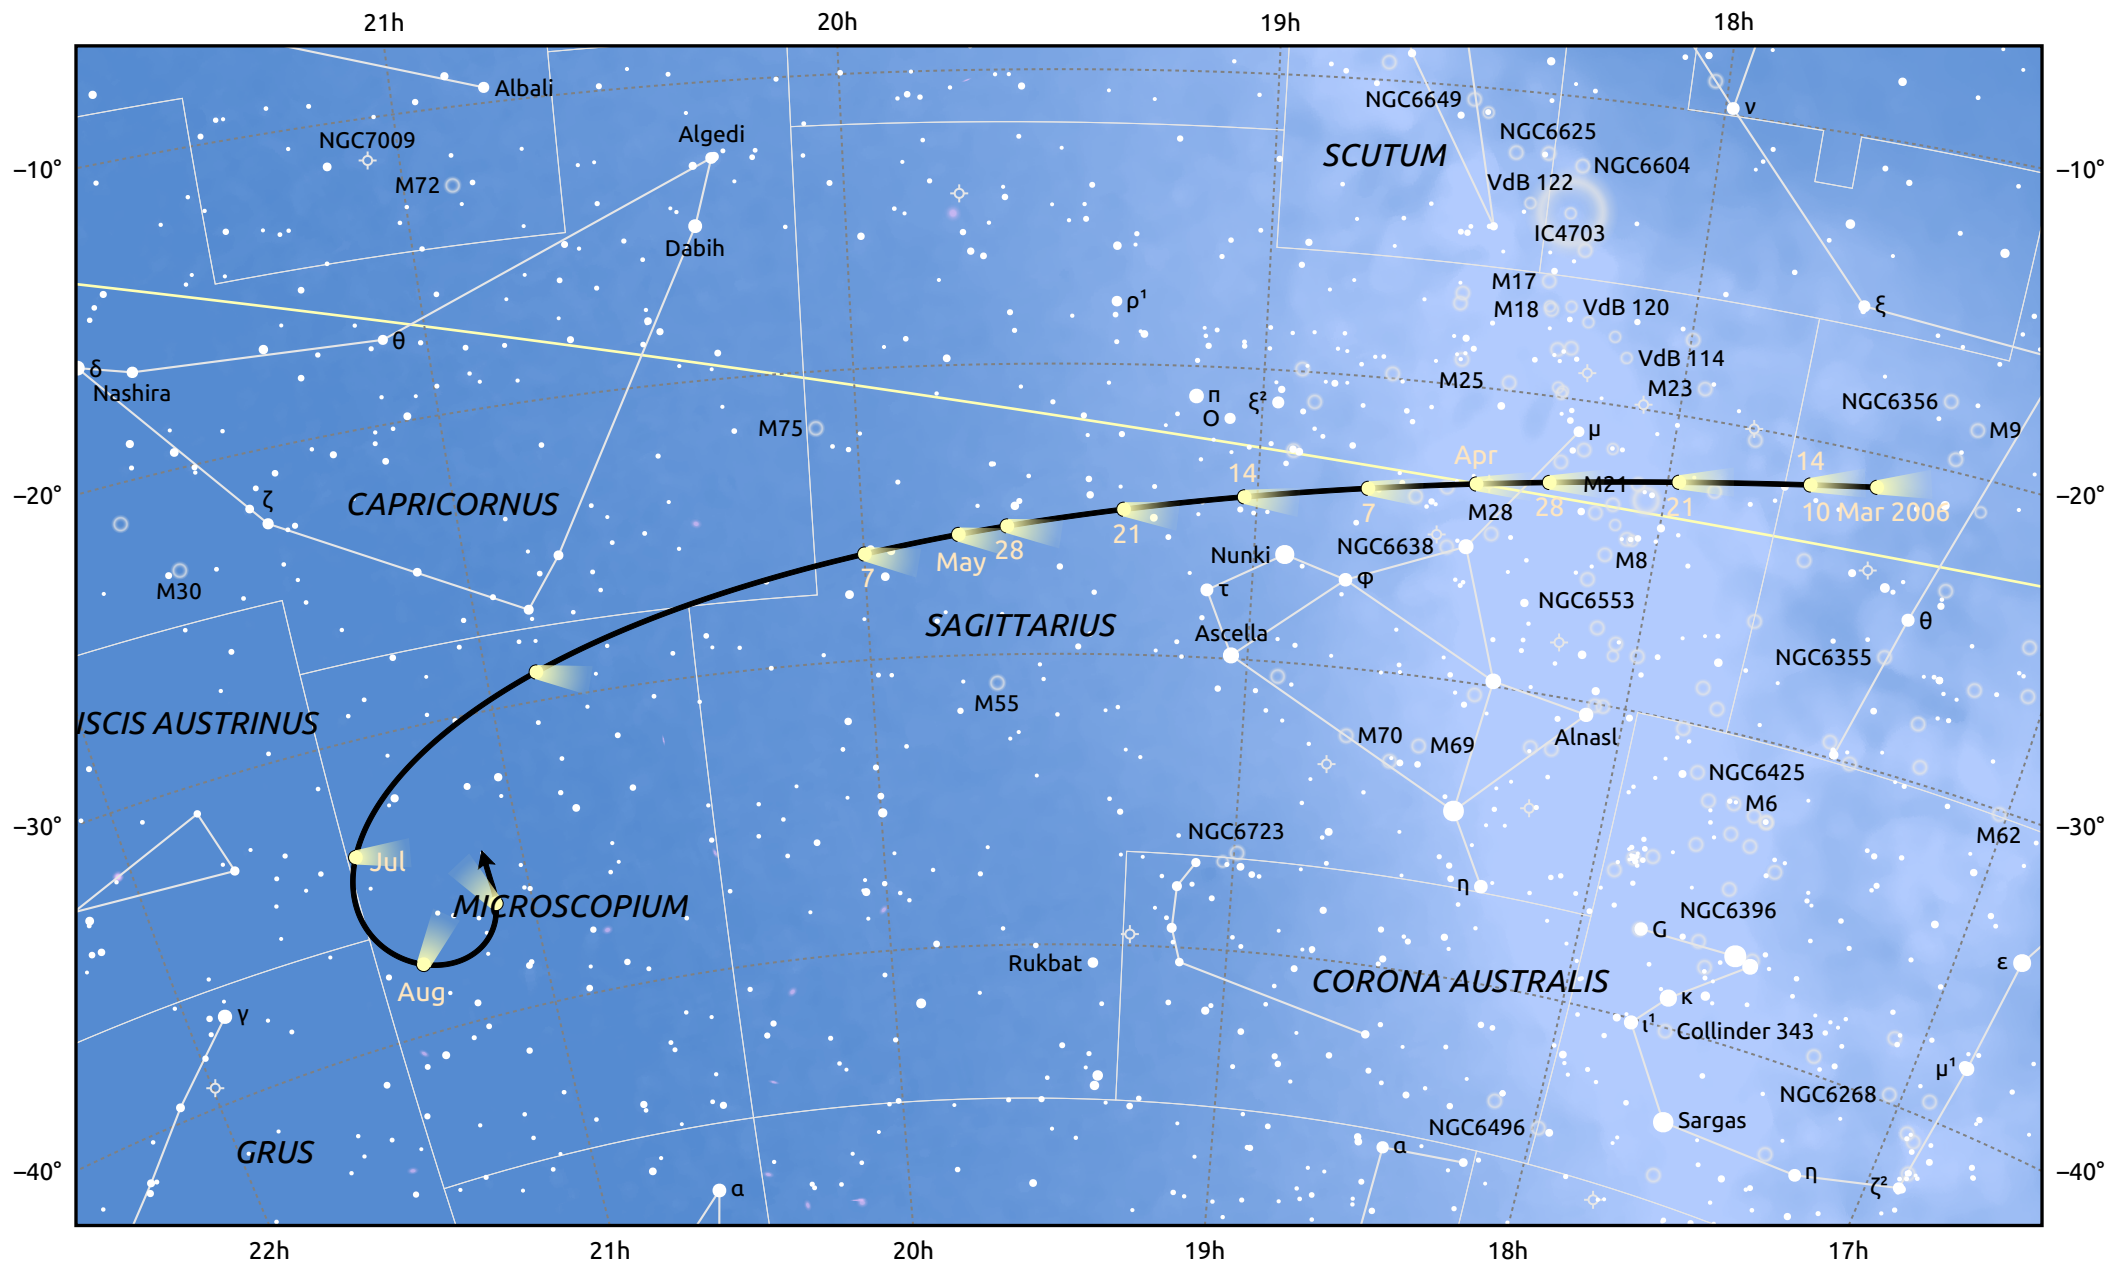 21h 20h 19h 18h
Albali
NGC6649
ν
Algedi
NGC7009
NGC6625
SCUTUM
−10° −10°
NGC6604
M72
VdB 122
Dabih
IC4703
M17
ρ¹
ξ
M18
VdB 120
θ
VdB 114
δ
M25
M23
Nashira
π
ξ²
NGC6356
O
M75
μ
M9
Apr
14
14
M21
−20° −20°
ζ
CAPRICORNUS
M28
28
21
10 Mar 2006
7
21
NGC6638
28
Nunki
May
M8
7
φ
M30
τ
NGC6553
SAGITTARIUS
θ
Ascella
NGC6355
M55
ISCIS AUSTRINUS
M70
M69
Alnasl
NGC6425
M6
−30° −30°
NGC6723
M62
Jul
η
MICROSCOPIUM
NGC6396
G
Rukbat
ε
CORONA AUSTRALIS
Aug
κ
γ
ι¹
Collinder 343
μ¹
NGC6268
Sargas
NGC6496
GRUS
α
−40° −40°
η
ζ²
α
22h 21h 20h 19h 18h 17h